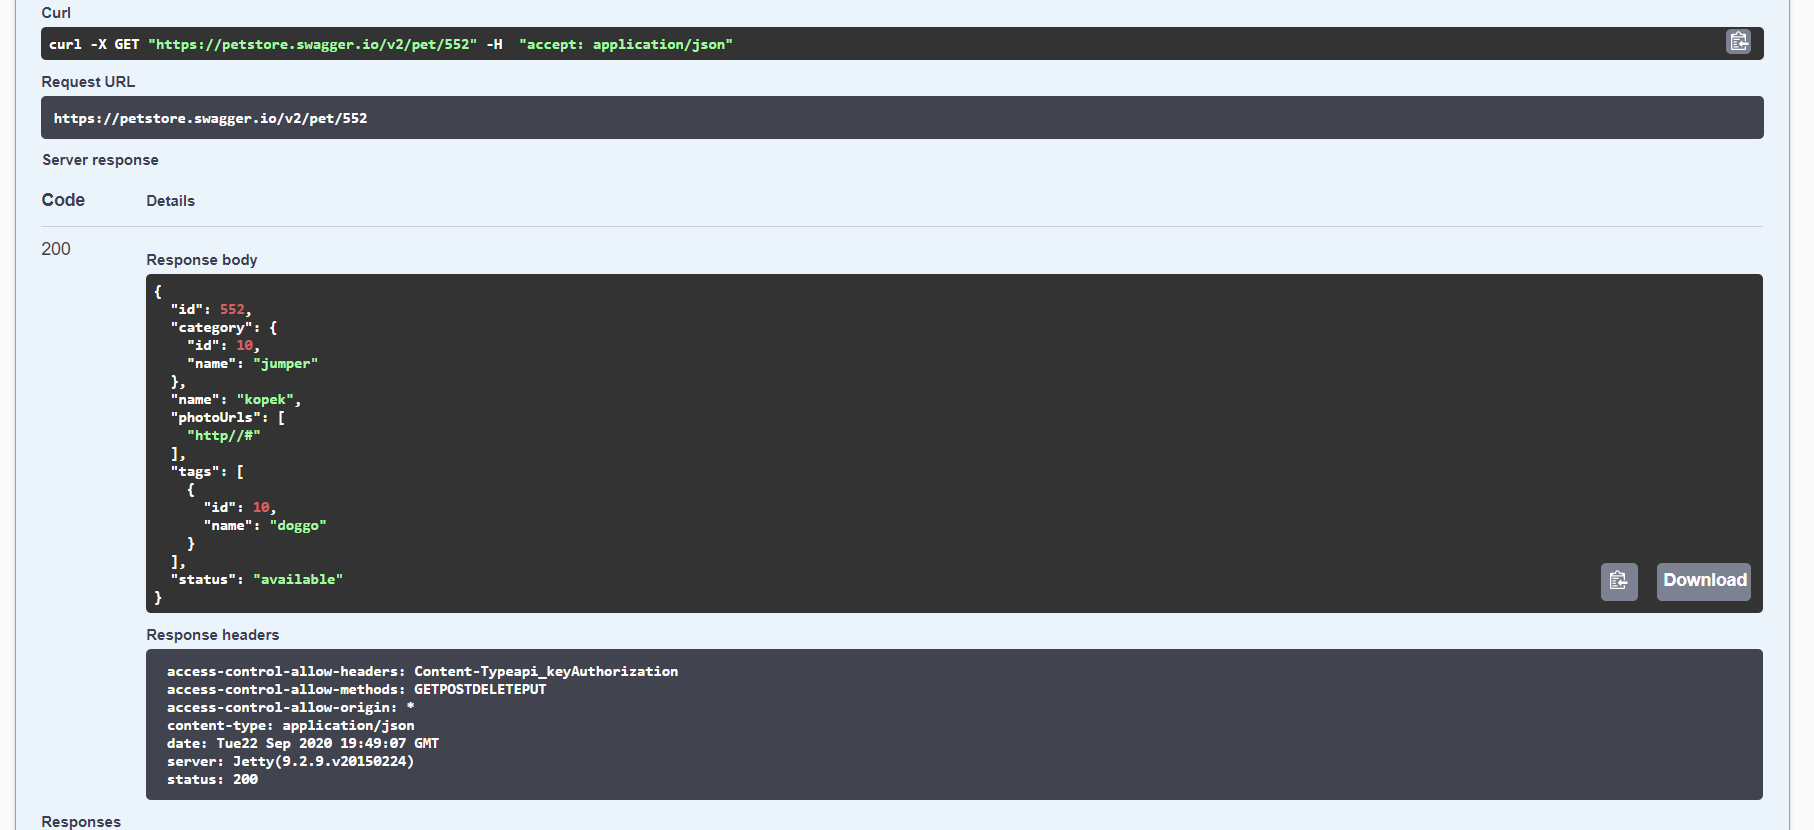 Curl
curl -X GET "https://petstore.swagger.io/v2/pet/552" -H  "accept: application/json"
Request URL
https://petstore.swagger.io/v2/pet/552
Server response
Code Details
200
Response body
{
  "id": 552,
  "category": {
    "id": 10,
    "name": "jumper"
  },
  "name": "kopek",
  "photoUrls": [
    "http//#"
  ],
  "tags": [
    {
      "id": 10,
      "name": "doggo"
    }
  ],
  "status": "available"
}
Download
Response headers
access-control-allow-headers: Content-Typeapi_keyAuthorization
access-control-allow-methods: GETPOSTDELETEPUT
access-control-allow-origin: *
content-type: application/json
date: Tue22 Sep 2020 19:49:07 GMT
server: Jetty(9.2.9.v20150224)
status: 200
Responses